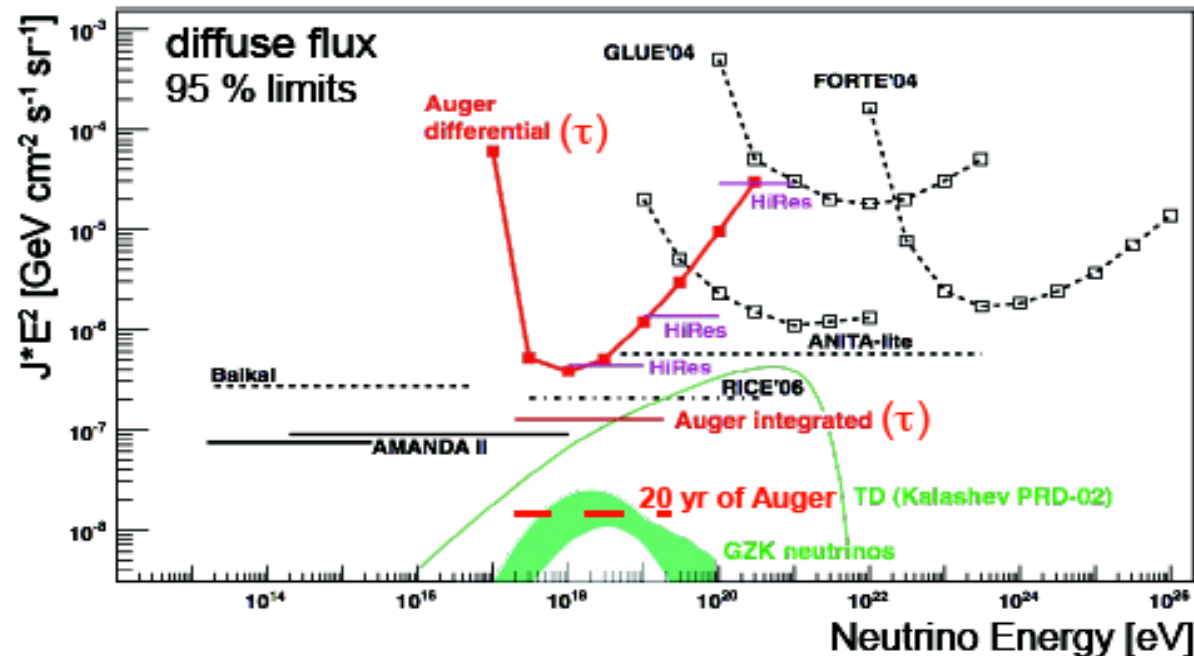 diffuse flux
95 % limits
J*E² [GeV cm⁻² s⁻¹ sr⁻¹]
10⁻³
10⁻⁴
10⁻⁵
10⁻⁶
10⁻⁷
10⁻⁸
GLUE'04
FORTE'04
Auger
differential (τ)
HiRes
HiRes
ANITA-lite
HiRes
Baikal
RICE'06
Auger integrated (τ)
AMANDA II
20 yr of Auger
TD (Kalashev PRD-02)
GZK neutrinos
10¹⁴ 10¹⁶ 10¹⁸ 10²⁰ 10²² 10²⁴ 10²⁶
Neutrino Energy [eV]